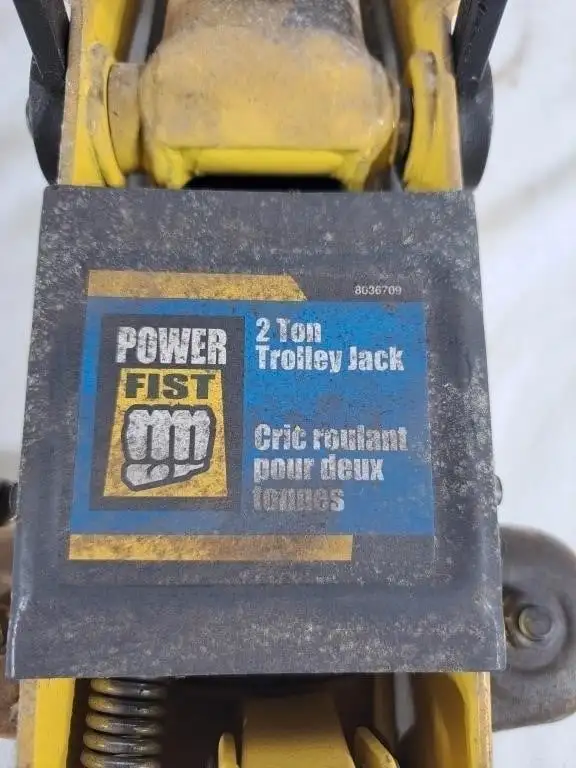 8036709
POWER
FIST
2 Ton
Trolley Jack
Cric roulant
pour deux
tonnes